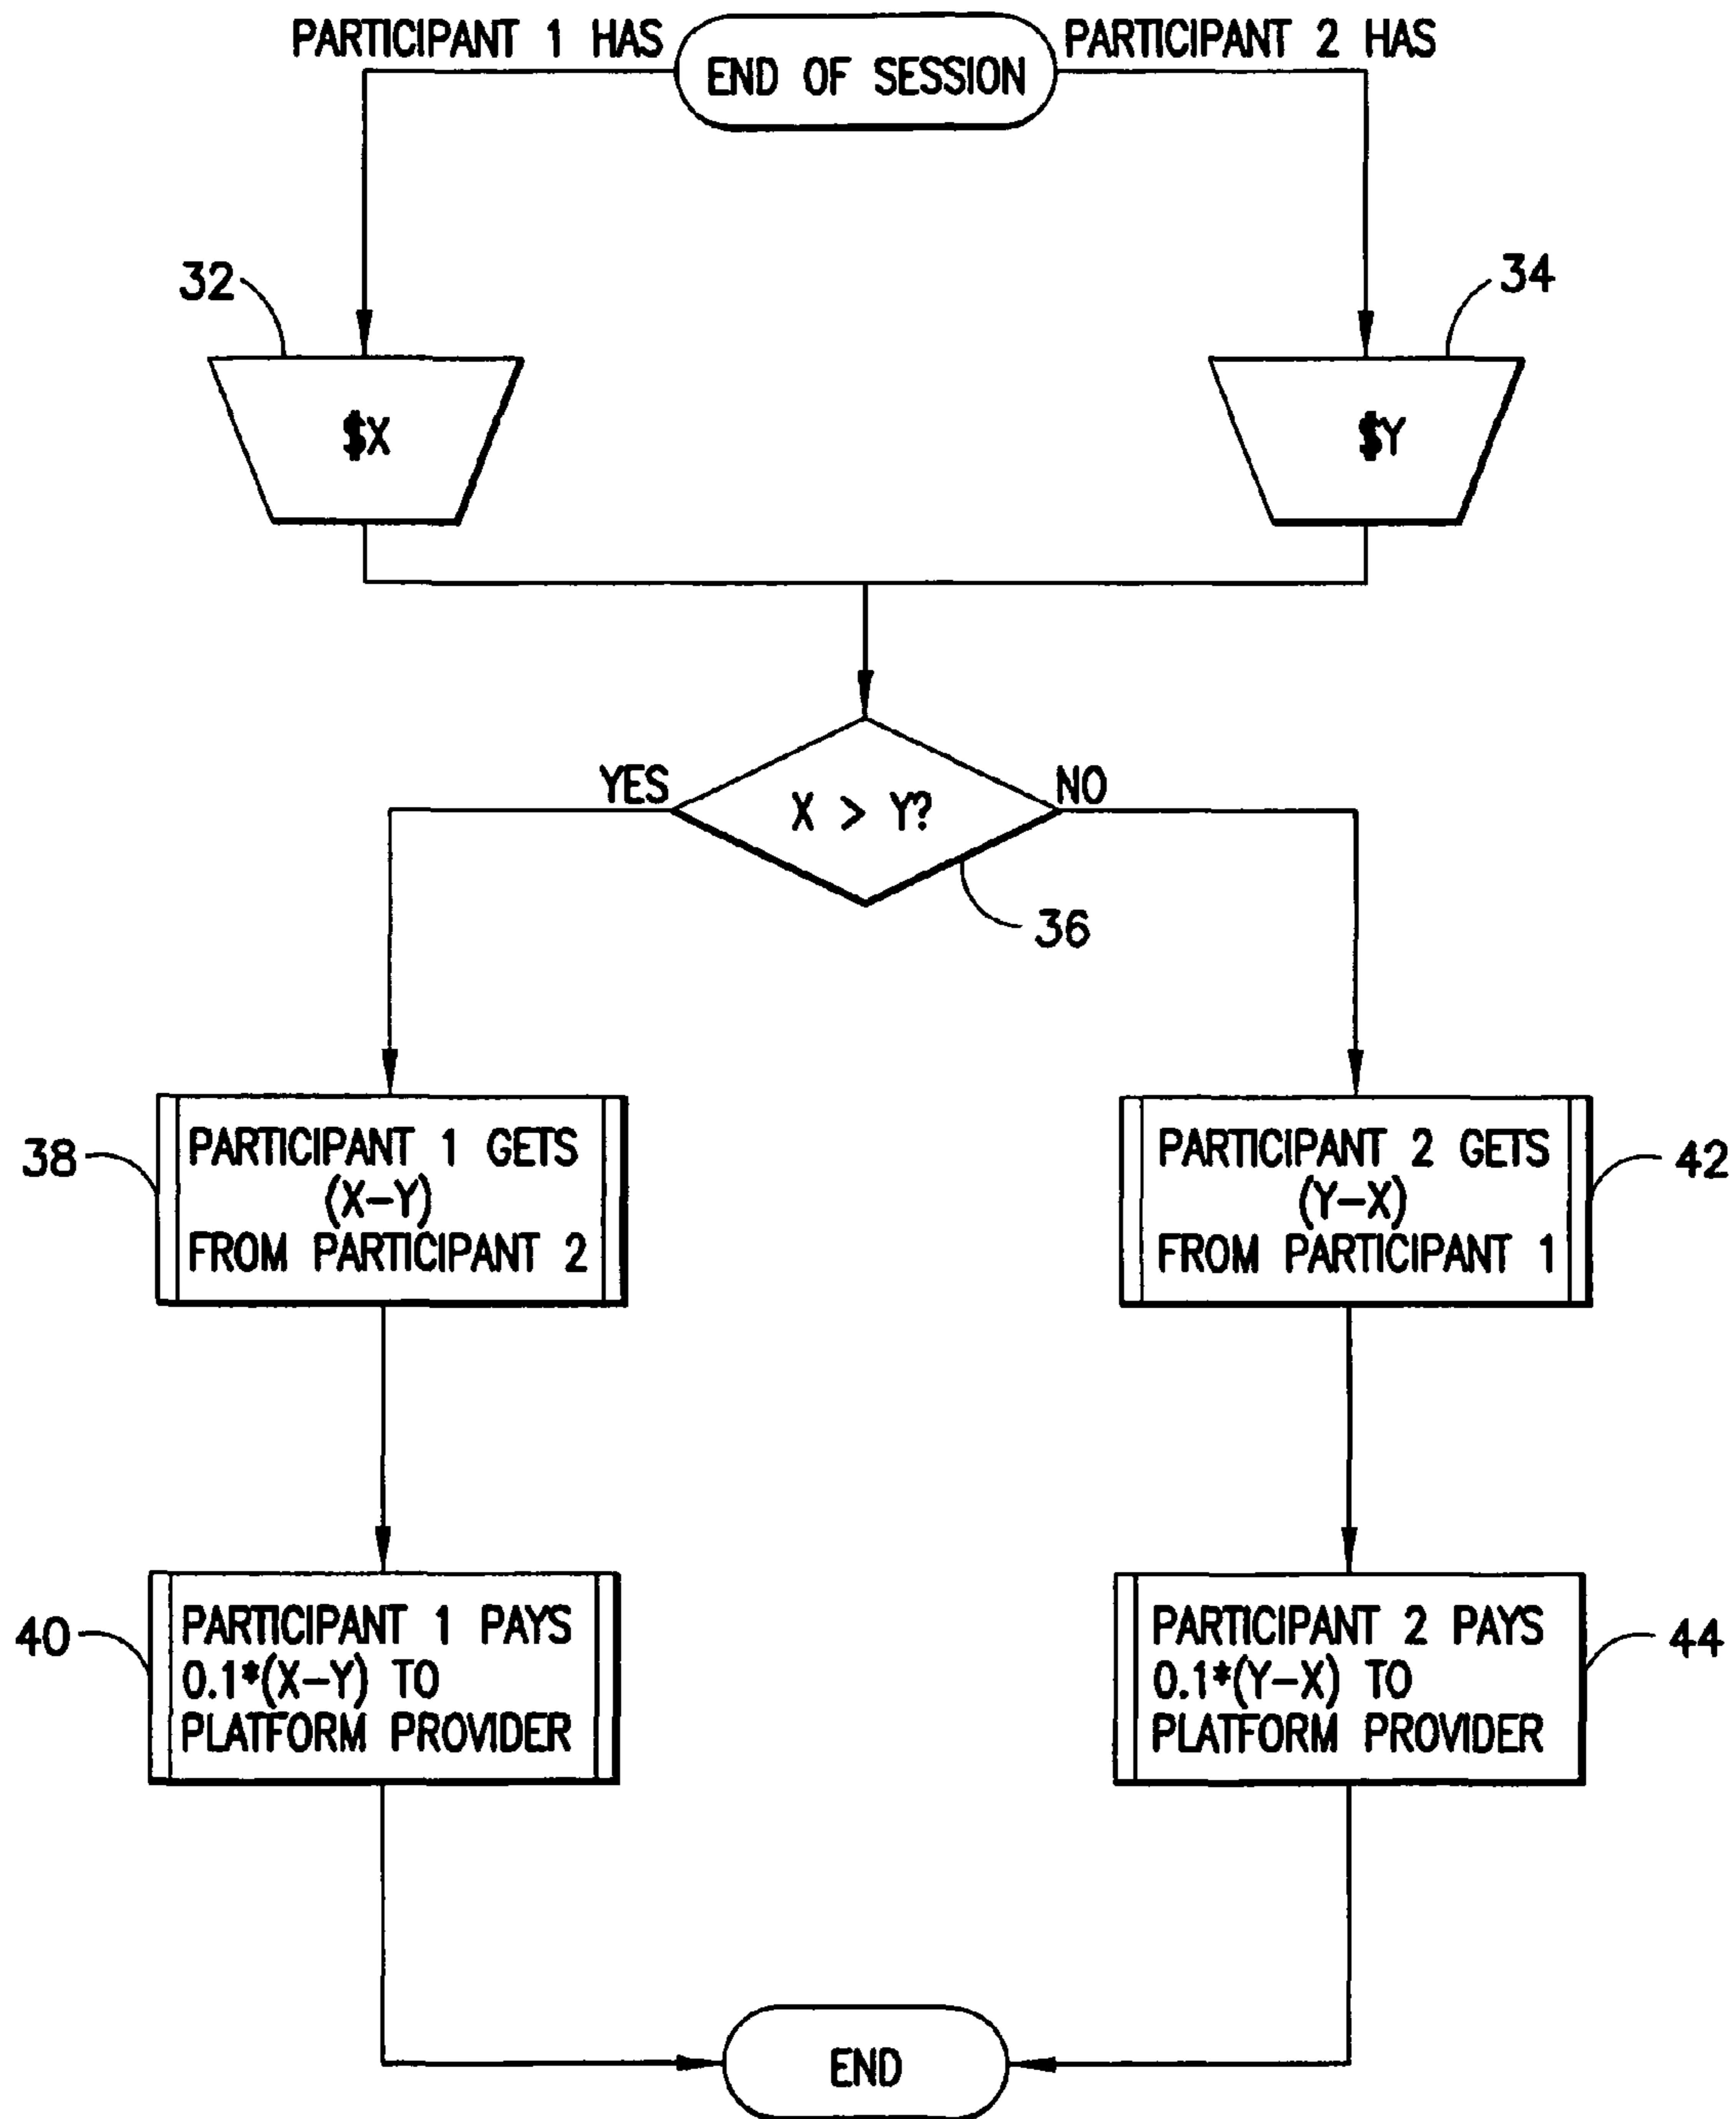 PARTICIPANT 1 HAS
END OF SESSION
PARTICIPANT 2 HAS
32
34
$X
$Y
YES
X > Y?
NO
36
38
PARTICIPANT 1 GETS
(X-Y)
FROM PARTICIPANT 2
PARTICIPANT 2 GETS
(Y-X)
FROM PARTICIPANT 1
42
40
PARTICIPANT 1 PAYS
0.1*(X-Y) TO
PLATFORM PROVIDER
PARTICIPANT 2 PAYS
0.1*(Y-X) TO
PLATFORM PROVIDER
44
END